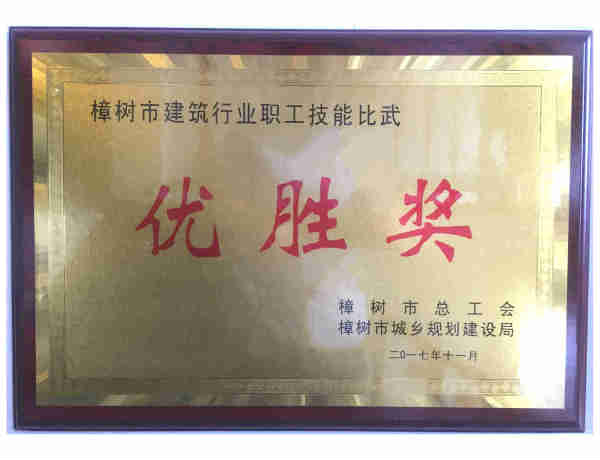 樟树市建筑行业职工技能比武
优胜奖
樟树市总工会
樟树市城乡规划建设局
二〇一七年十一月